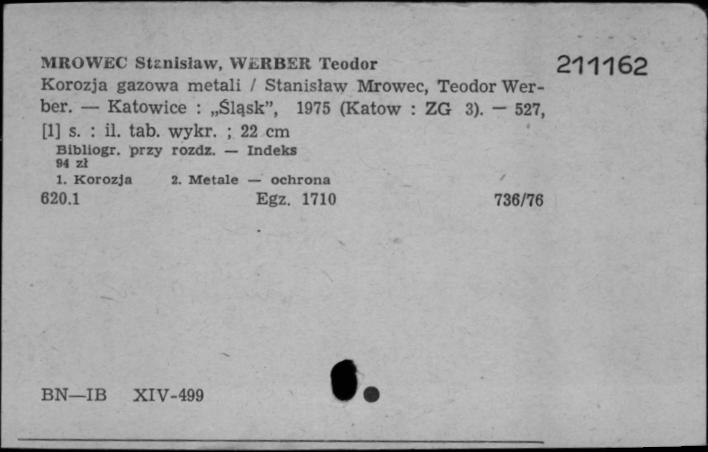 MROWEC Stanisław, WERBER Teodor
211162
Korozja gazowa metali / Stanisław Mrowec, Teodor Wer-
ber. — Katowice : „Śląsk”, 1975 (Katow : ZG 3). — 527,
[1] s. : il. tab. wykr. ; 22 cm
Bibliogr. przy rozdz. — Indeks
94 zł
1. Korozja 2. Metale — ochrona
620.1 Egz. 1710 736/76
BN—IB XIV-499